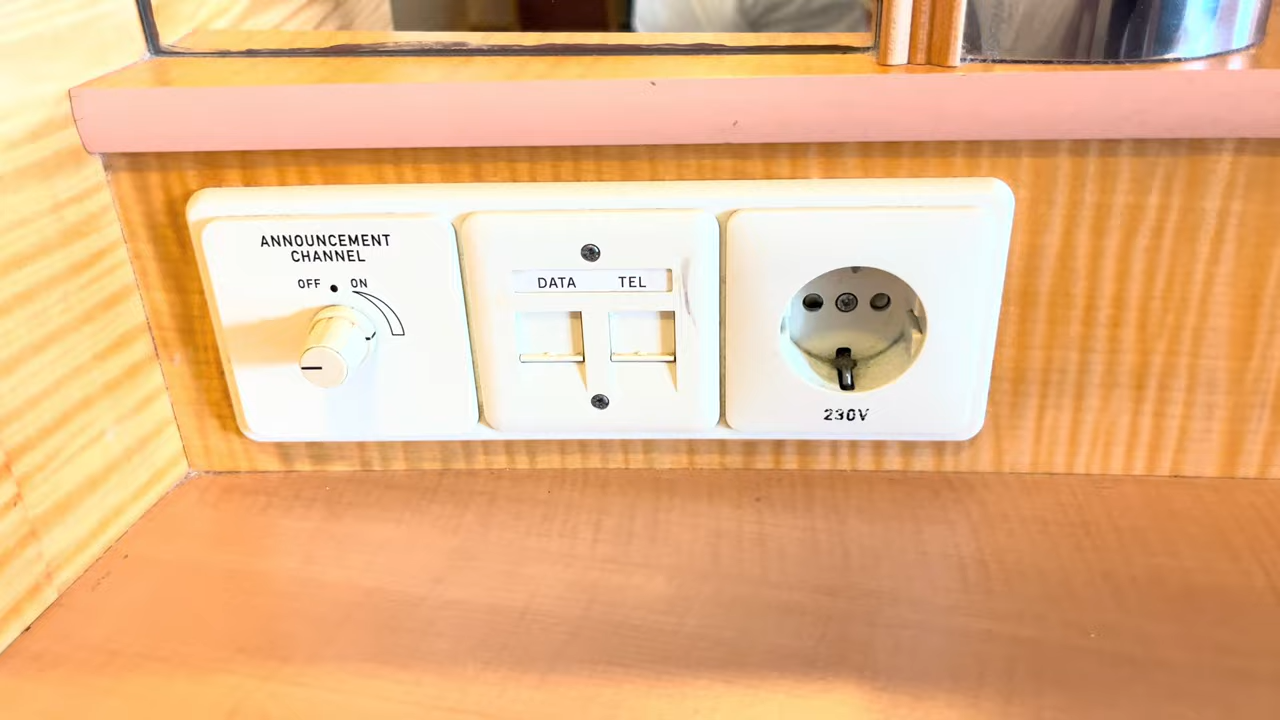 ANNOUNCEMENT
CHANNEL
OFF ON
DATA TEL
230V